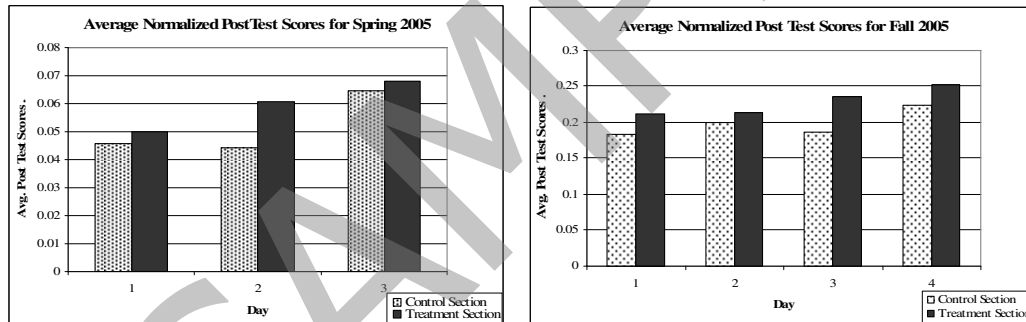 Average Normalized Post Test Scores for Spring 2005
0.08
0.07
0.06
0.05
0.04
0.03
0.02
0.01
0
Avg. Post Test Scores .
1 2 3
Day
Control Section
Treatment Section
Average Normalized Post Test Scores for Fall 2005
0.3
0.25
0.2
0.15
0.1
0.05
0
Avg. Post Test Scores .
1 2 3 4
Day
Control Section
Treatment Section